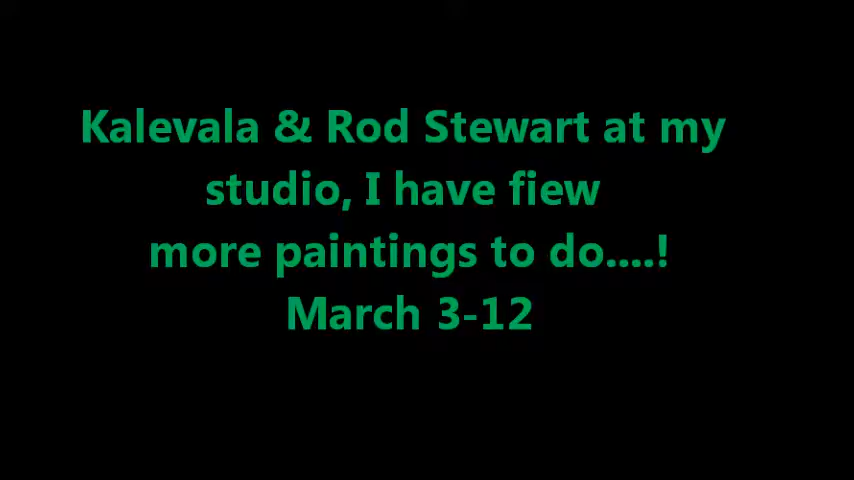 Kalevala & Rod Stewart at my
studio, I have fiew
more paintings to do....!
March 3-12